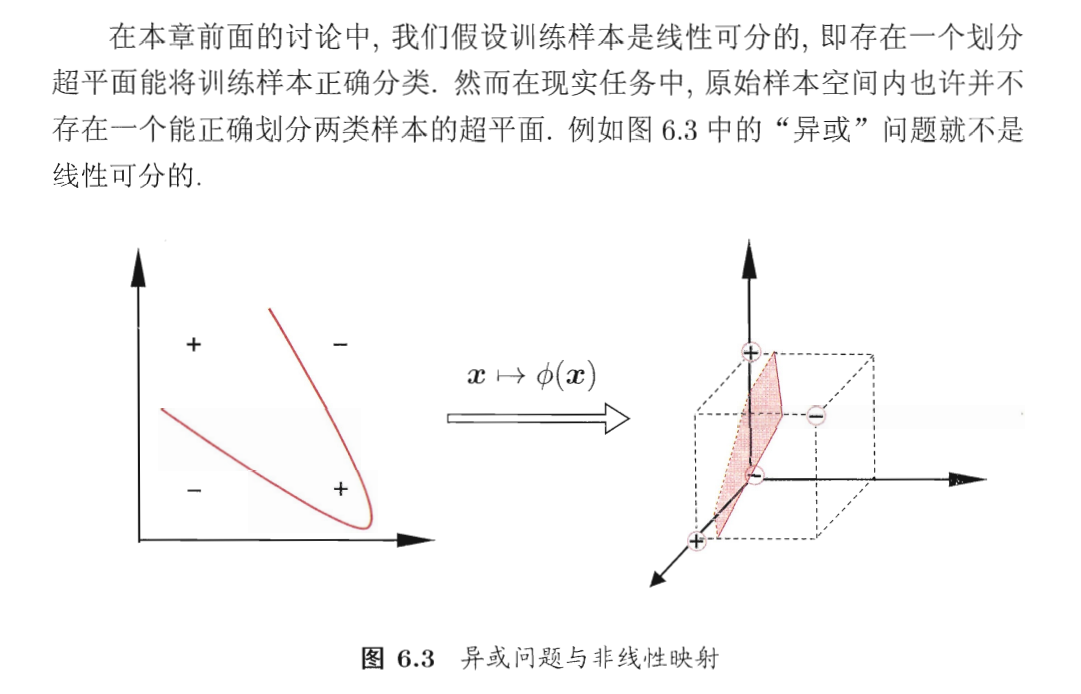 在本章前面的讨论中, 我们假设训练样本是线性可分的, 即存在一个划分
超平面能将训练样本正确分类. 然而在现实任务中, 原始样本空间内也许并不
存在一个能正确划分两类样本的超平面. 例如图 6.3 中的“异或”问题就不是
线性可分的.
+ −
x ↦ ϕ(x)
− +
+
−
−
+
图 6.3 异或问题与非线性映射